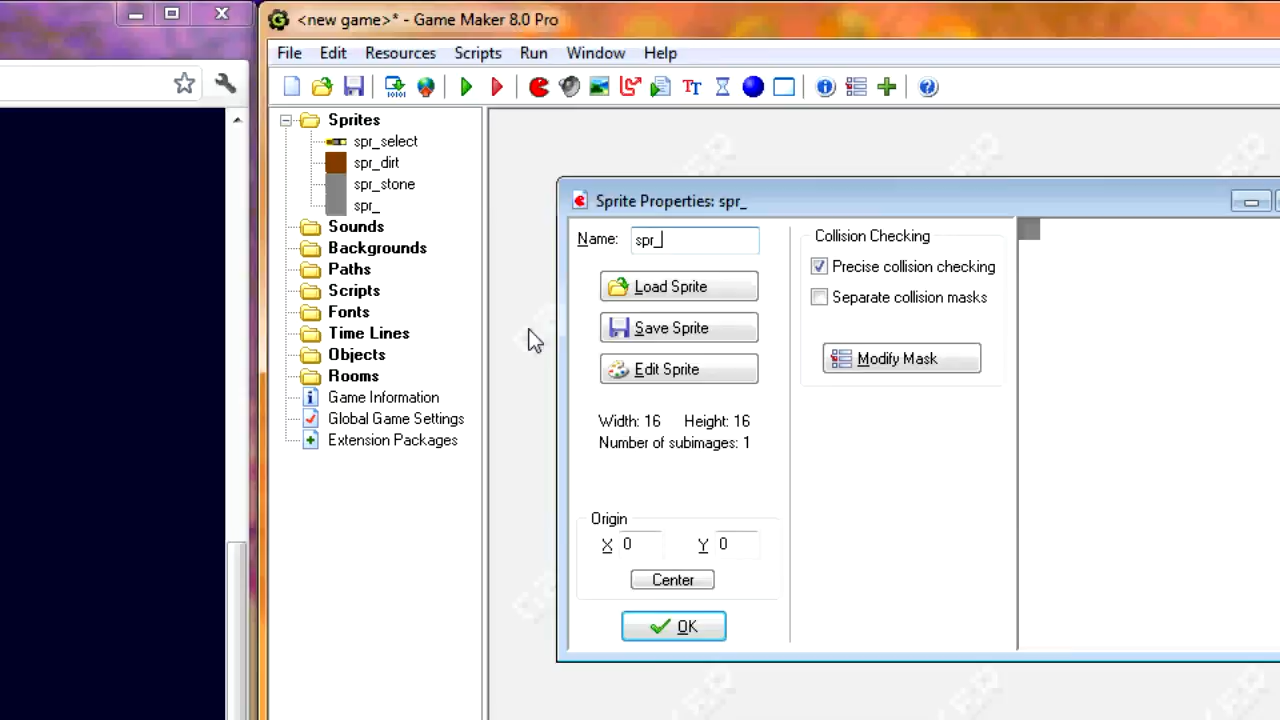 <new game>* - Game Maker 8.0 Pro
File Edit Resources Scripts Run Window Help
Sprites
spr_select
spr_dirt
spr_stone
spr_
Sounds
Backgrounds
Paths
Scripts
Fonts
Time Lines
Objects
Rooms
Game Information
Global Game Settings
Extension Packages
Sprite Properties: spr_
Name: spr_
Load Sprite
Save Sprite
Edit Sprite
Width: 16 Height: 16
Number of subimages: 1
Origin
X 0 Y 0
Center
OK
Collision Checking
Precise collision checking
Separate collision masks
Modify Mask